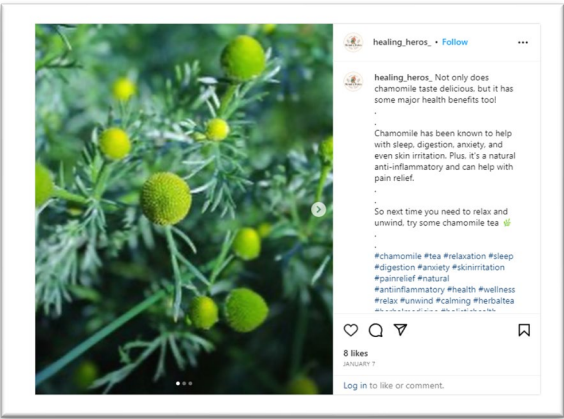 healing_heros_ • Follow
healing_heros_ Not only does
chamomile taste delicious, but it has
some major health benefits too!
.
.
Chamomile has been known to help
with sleep, digestion, anxiety, and
even skin irritation. Plus, it's a natural
anti-inflammatory and can help with
pain relief.
.
.
So next time you need to relax and
unwind, try some chamomile tea 🌿
.
.
#chamomile #tea #relaxation #sleep
#digestion #anxiety #skinirritation
#painrelief #natural
#antiinflammatory #health #wellness
#relax #unwind #calming #herbaltea
#herbalmedicine #holistichealth
8 likes
JANUARY 7
Log in to like or comment.